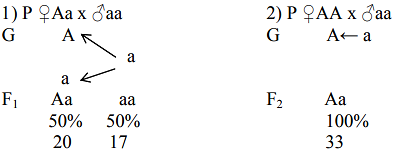 1) P ♀Aa x ♂aa 2) P ♀AA x ♂aa
G A G A← a
a
a
F₁ Aa aa F₂ Aa
50% 50% 100%
20 17 33